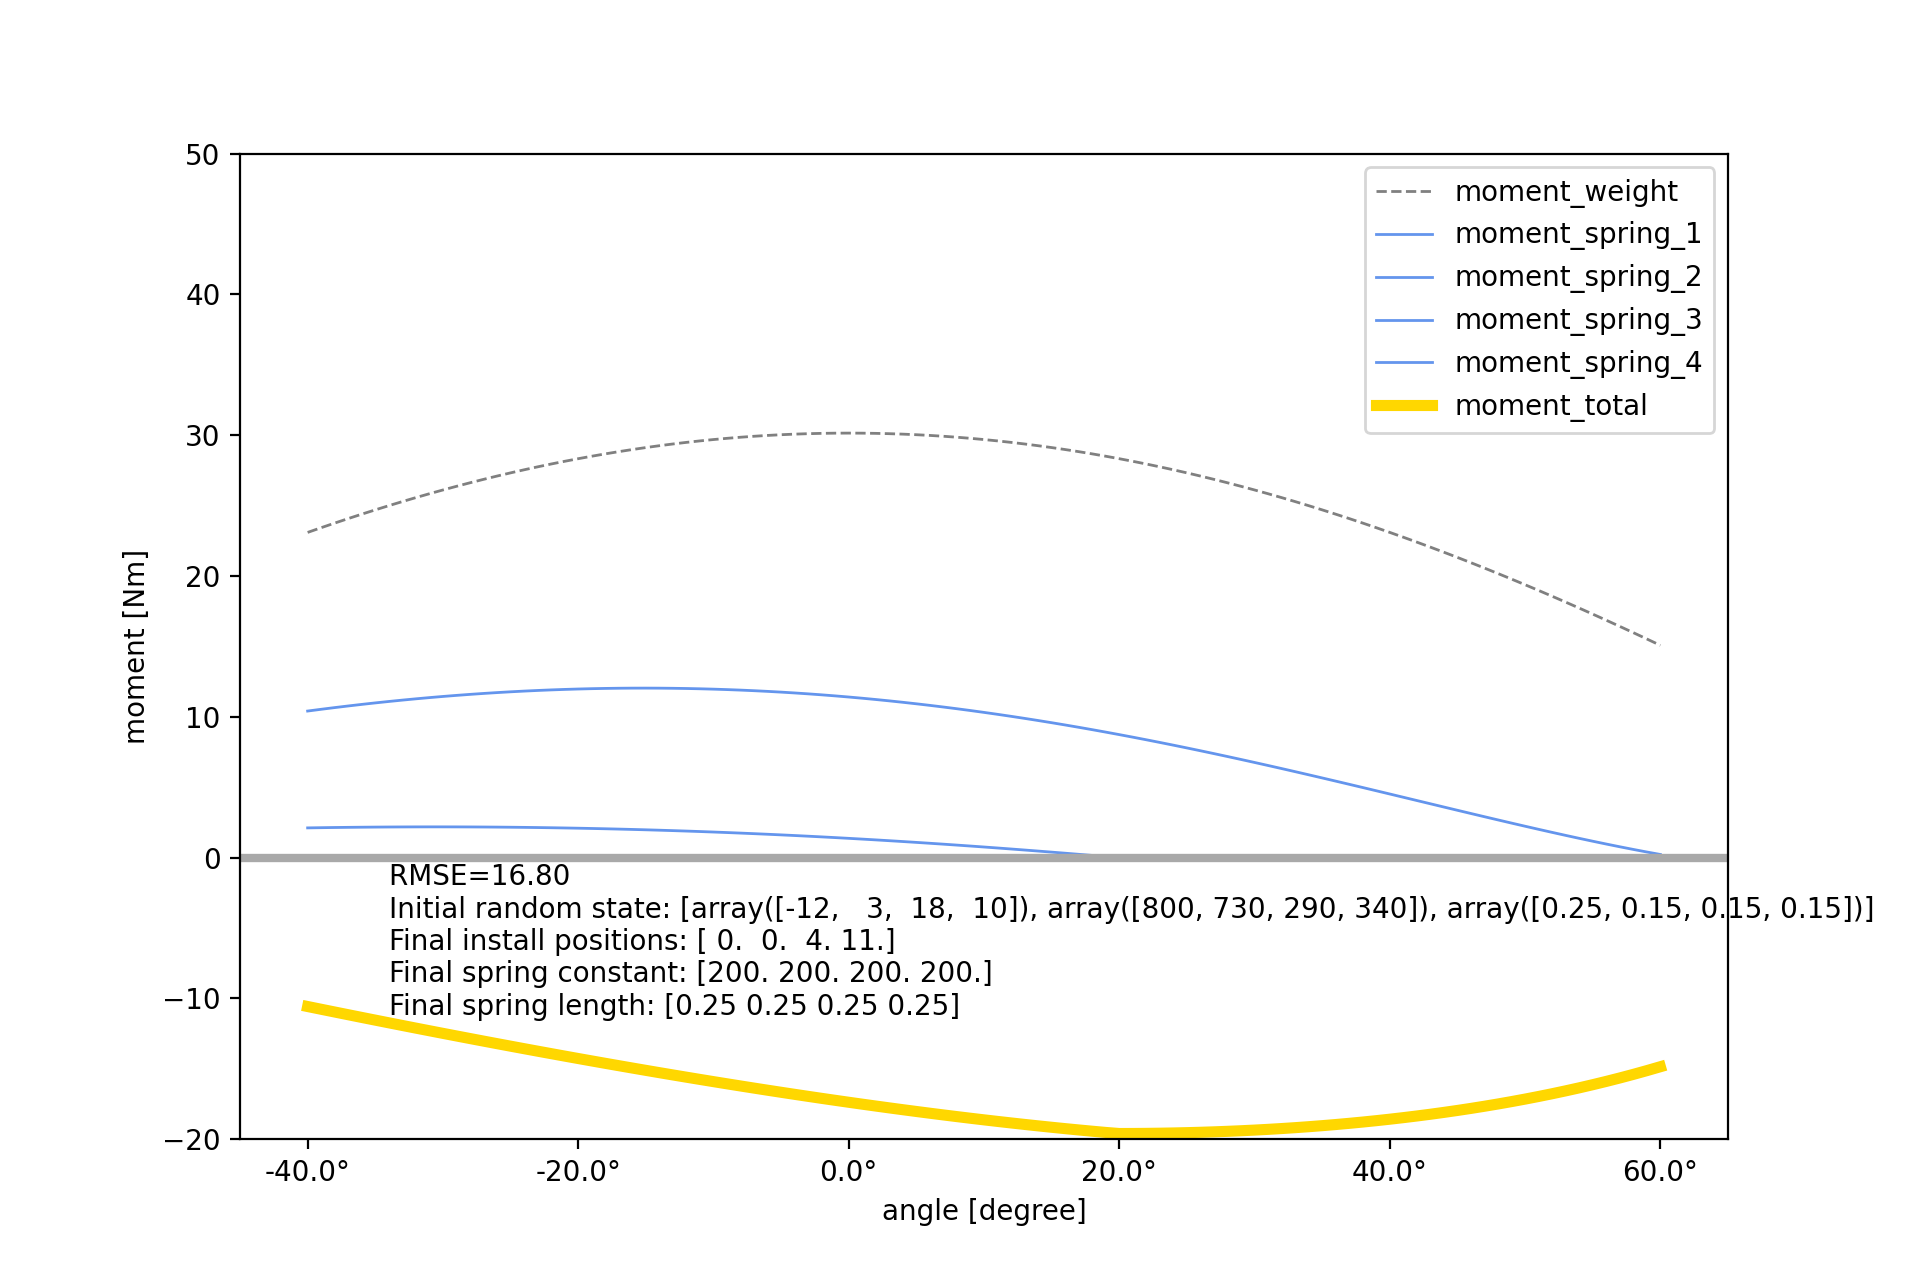 50
40
30
20
10
0
−10
−20
moment [Nm]
moment_weight
moment_spring_1
moment_spring_2
moment_spring_3
moment_spring_4
moment_total
RMSE=16.80
Initial random state: [array([-12,   3,  18,  10]), array([800, 730, 290, 340]), array([0.25, 0.15, 0.15, 0.15])]
Final install positions: [ 0.  0.  4. 11.]
Final spring constant: [200. 200. 200. 200.]
Final spring length: [0.25 0.25 0.25 0.25]
-40.0° -20.0° 0.0° 20.0° 40.0° 60.0°
angle [degree]